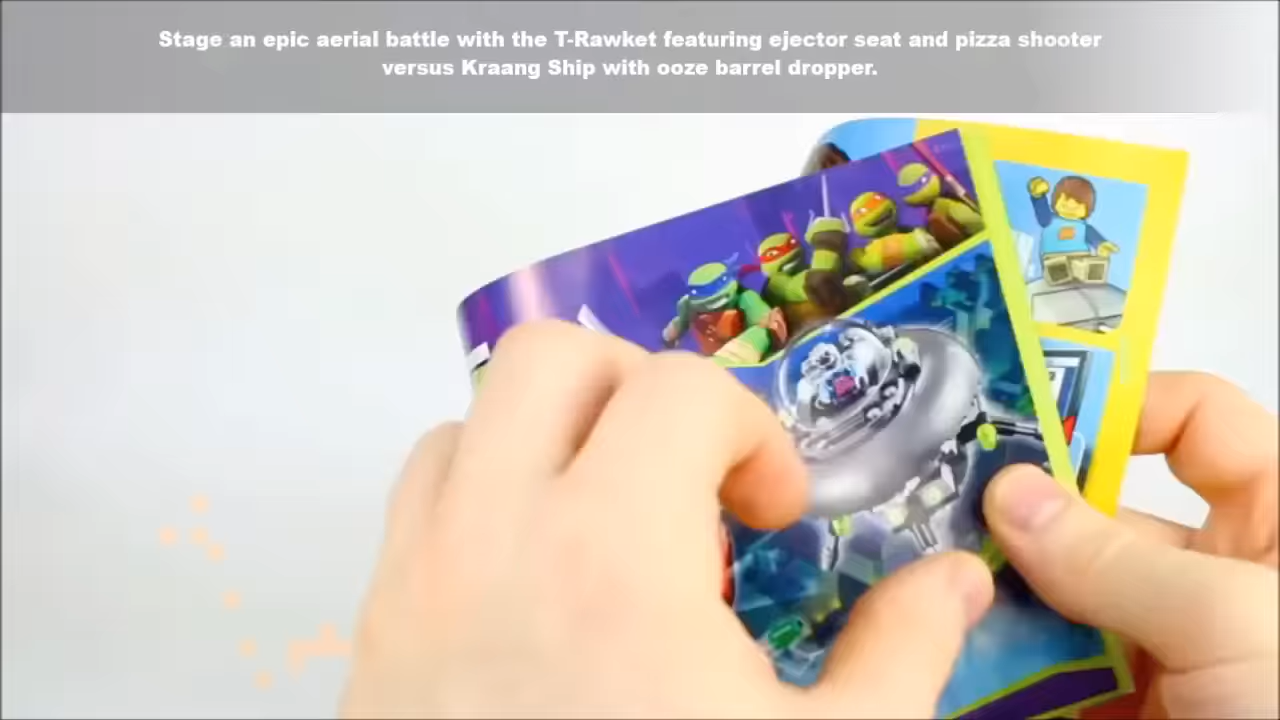 Stage an epic aerial battle with the T-Rawket featuring ejector seat and pizza shooter
versus Kraang Ship with ooze barrel dropper.